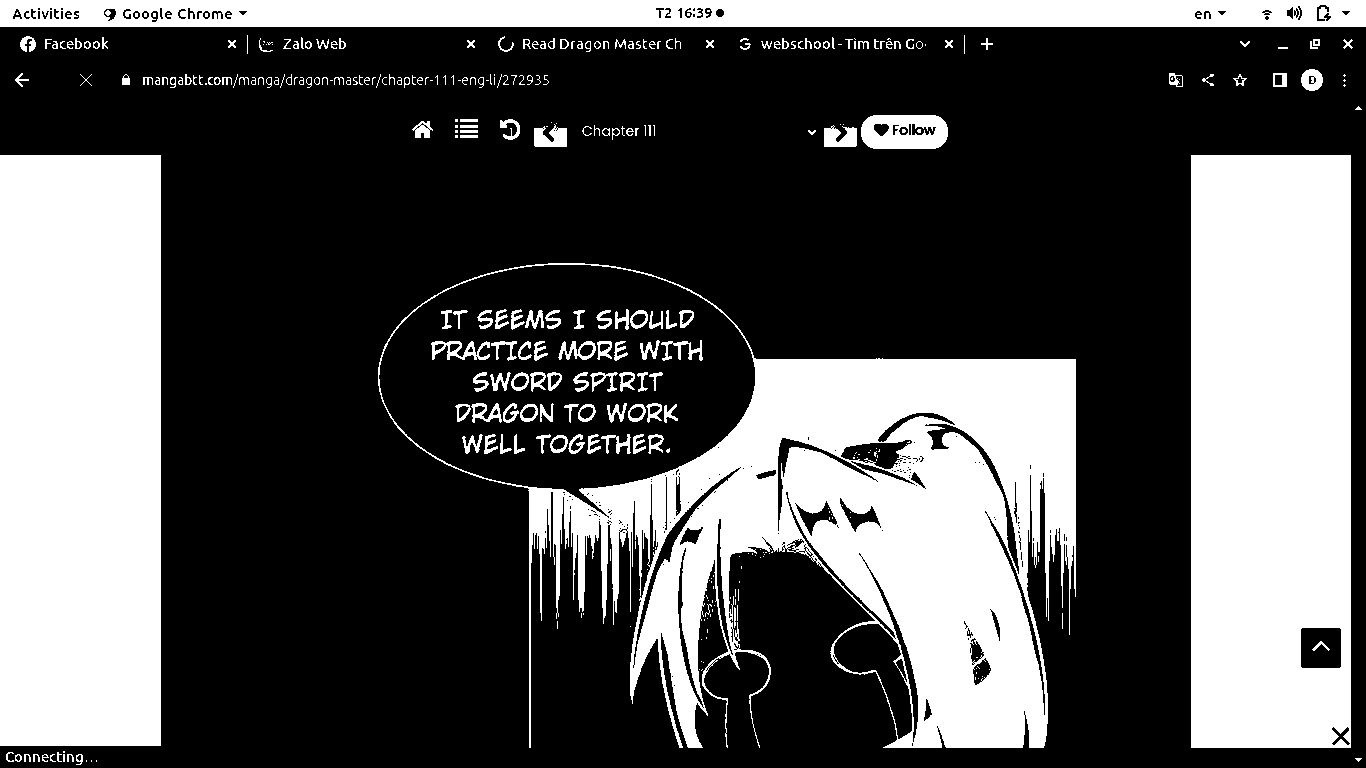 Activities
Google Chrome
T2 16:39
en
Facebook
Zalo Web
Read Dragon Master Ch
webschool - Tìm trên Go
mangabtt.com/manga/dragon-master/chapter-111-eng-li/272935
D
Chapter 111
Follow
IT SEEMS I SHOULD
PRACTICE MORE WITH
SWORD SPIRIT
DRAGON TO WORK
WELL TOGETHER.
Connecting...